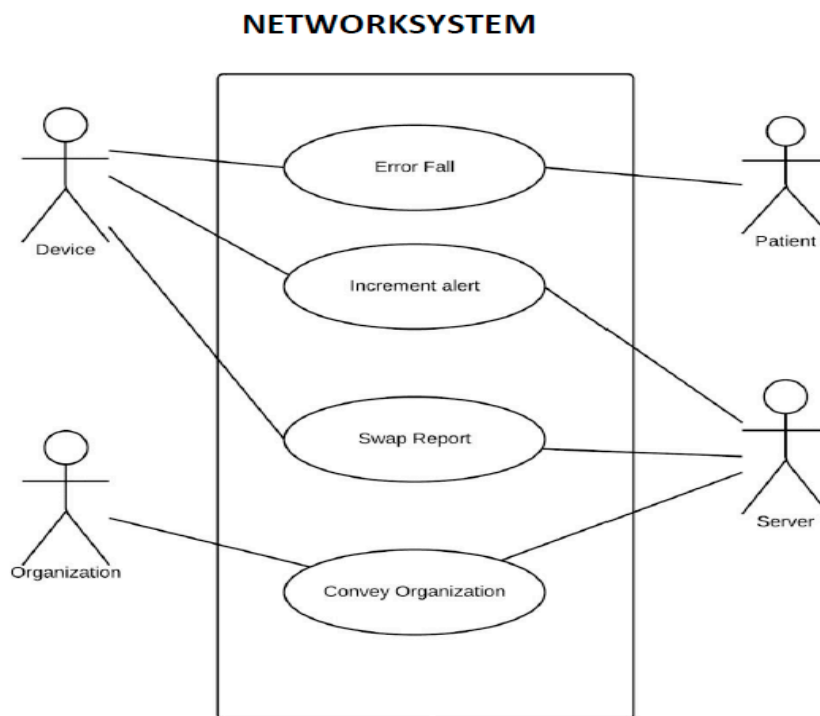 NETWORKSYSTEM
Error Fall
Device
Patient
Increment alert
Swap Report
Server
Organization
Convey Organization